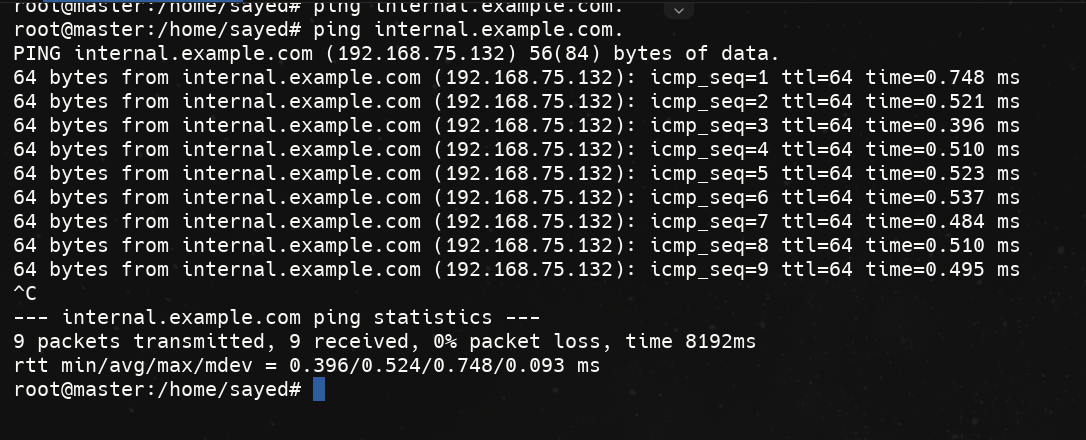 root@master:/home/sayed# ping internal.example.com.
root@master:/home/sayed# ping internal.example.com.
PING internal.example.com (192.168.75.132) 56(84) bytes of data.
64 bytes from internal.example.com (192.168.75.132): icmp_seq=1 ttl=64 time=0.748 ms
64 bytes from internal.example.com (192.168.75.132): icmp_seq=2 ttl=64 time=0.521 ms
64 bytes from internal.example.com (192.168.75.132): icmp_seq=3 ttl=64 time=0.396 ms
64 bytes from internal.example.com (192.168.75.132): icmp_seq=4 ttl=64 time=0.510 ms
64 bytes from internal.example.com (192.168.75.132): icmp_seq=5 ttl=64 time=0.523 ms
64 bytes from internal.example.com (192.168.75.132): icmp_seq=6 ttl=64 time=0.537 ms
64 bytes from internal.example.com (192.168.75.132): icmp_seq=7 ttl=64 time=0.484 ms
64 bytes from internal.example.com (192.168.75.132): icmp_seq=8 ttl=64 time=0.510 ms
64 bytes from internal.example.com (192.168.75.132): icmp_seq=9 ttl=64 time=0.495 ms
^C
--- internal.example.com ping statistics ---
9 packets transmitted, 9 received, 0% packet loss, time 8192ms
rtt min/avg/max/mdev = 0.396/0.524/0.748/0.093 ms
root@master:/home/sayed#